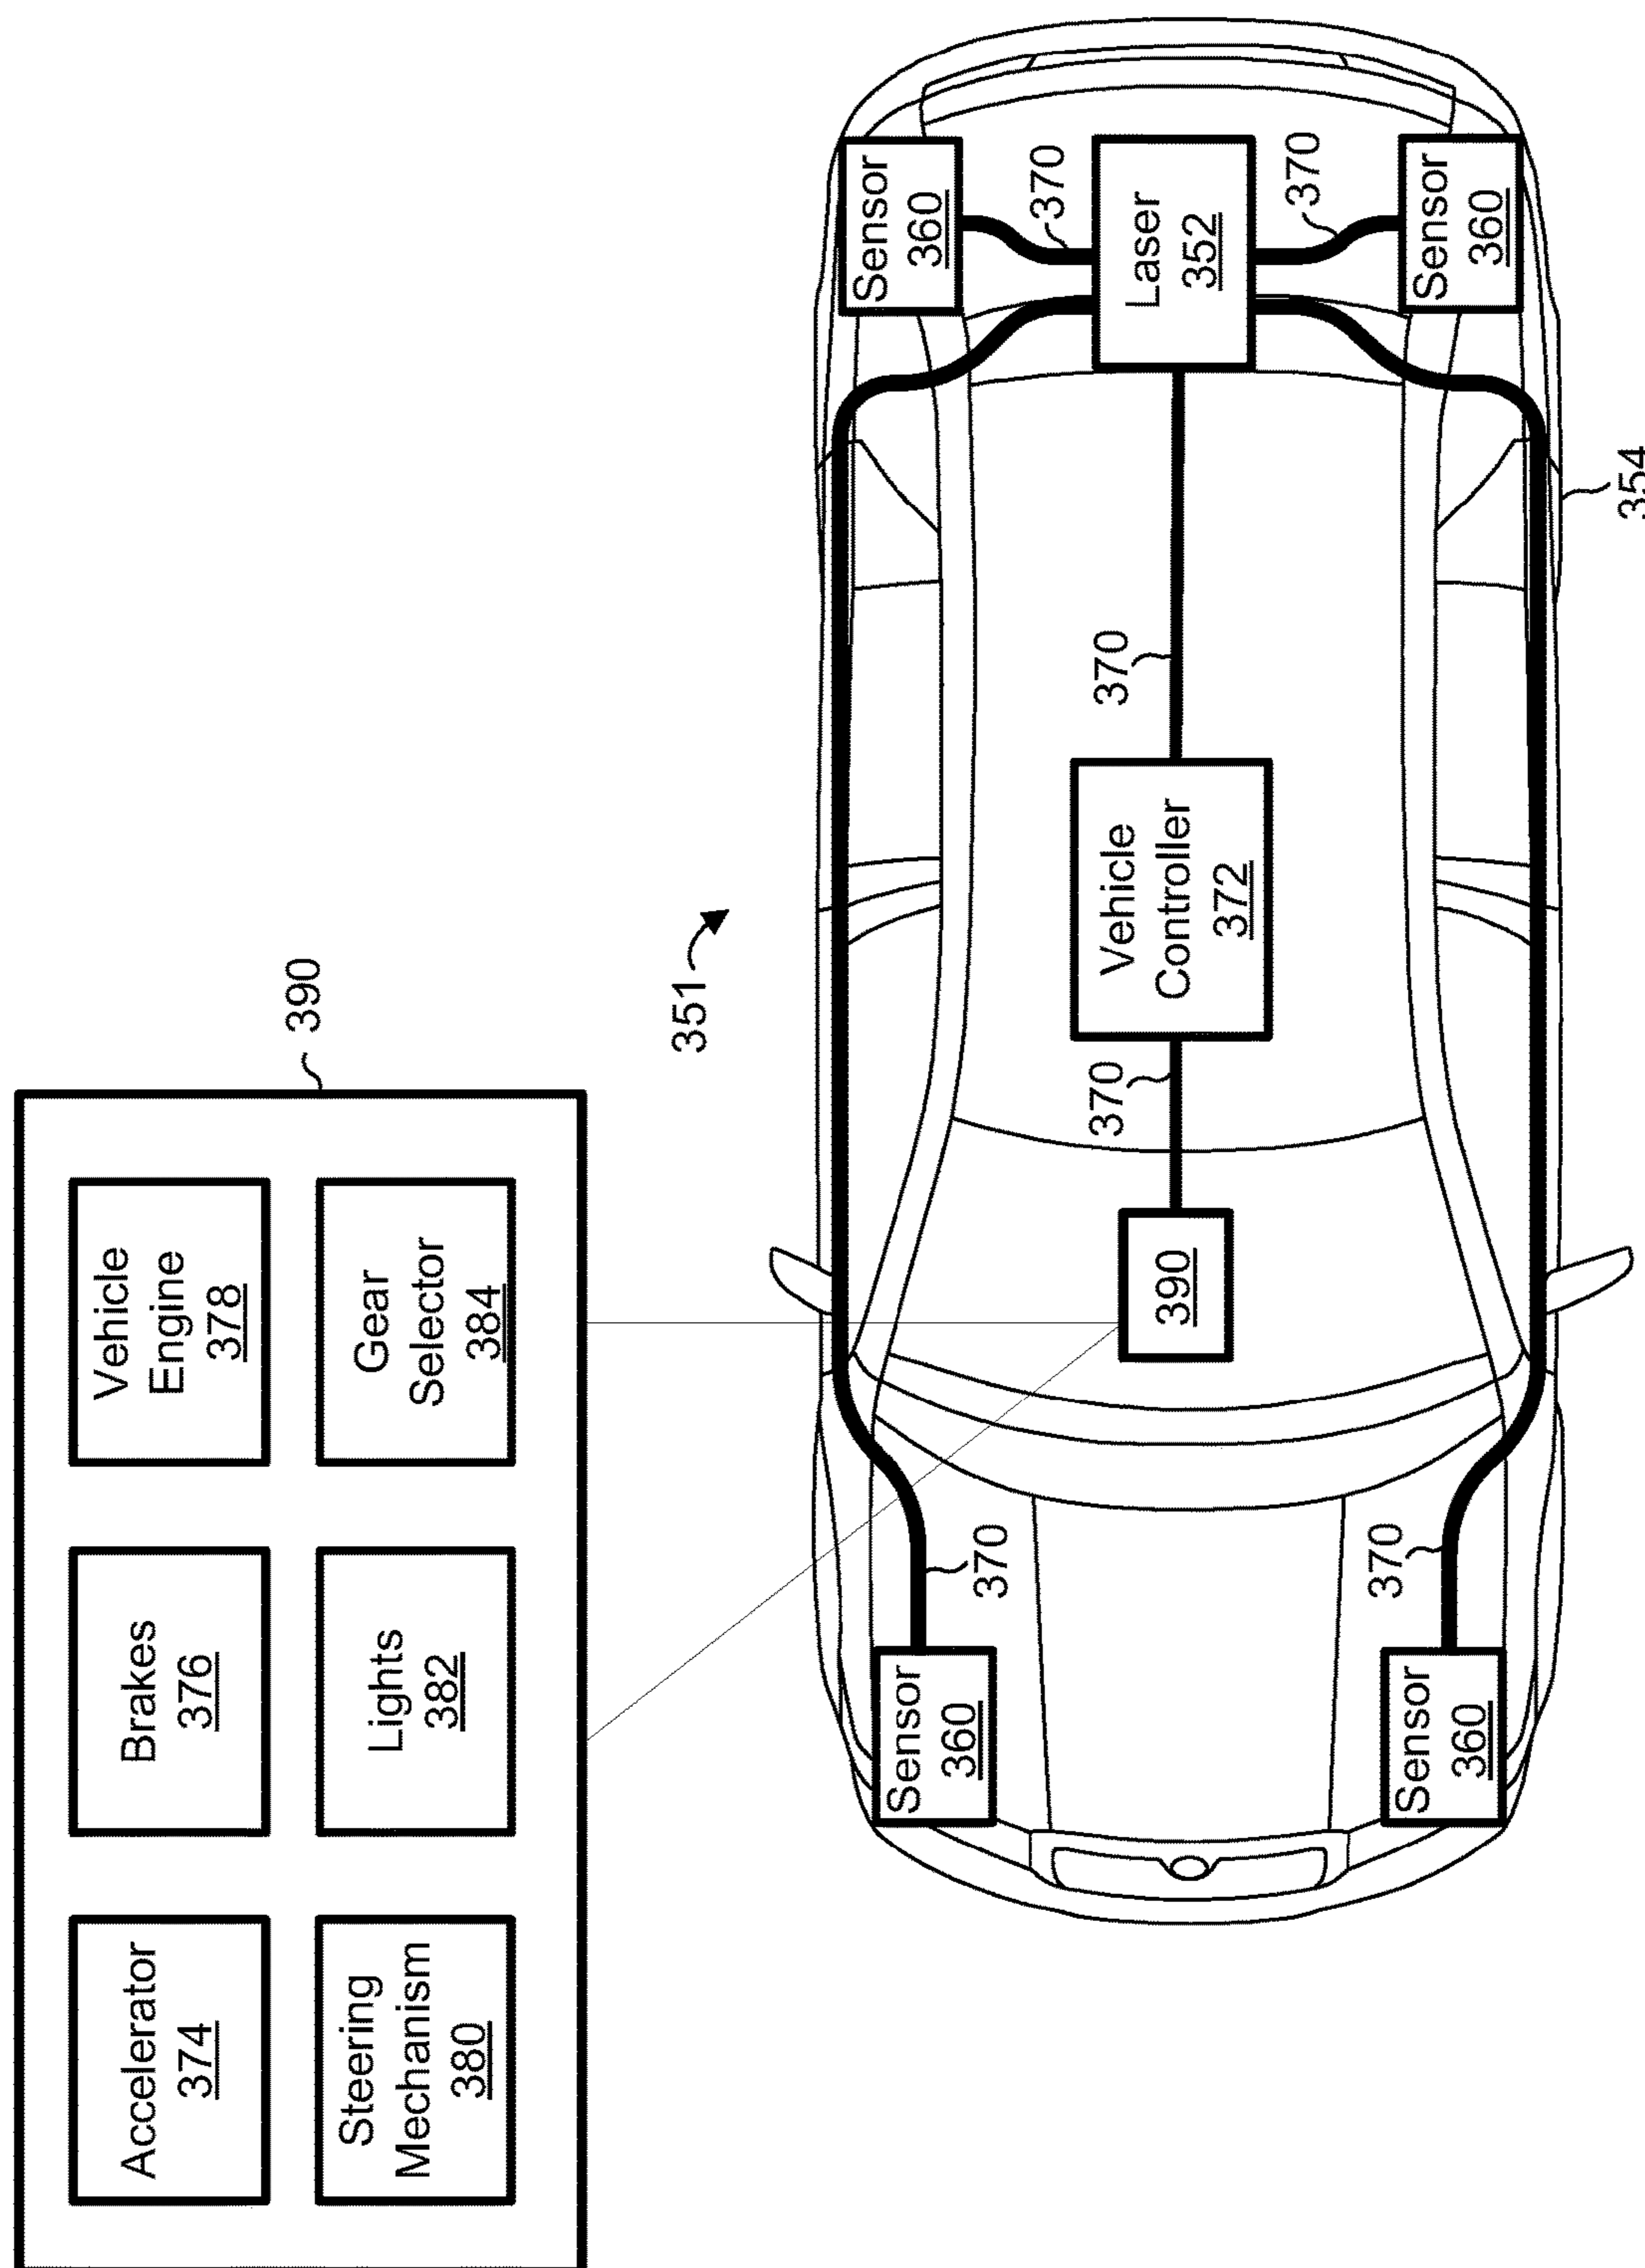 Accelerator
374
Brakes
376
Vehicle
Engine
378
Steering
Mechanism
380
Lights
382
Gear
Selector
384
390
351
Sensor
360
370
Sensor
360
370
390
370
Vehicle
Controller
372
370
Laser
352
Sensor
360
370
370
Sensor
360
354